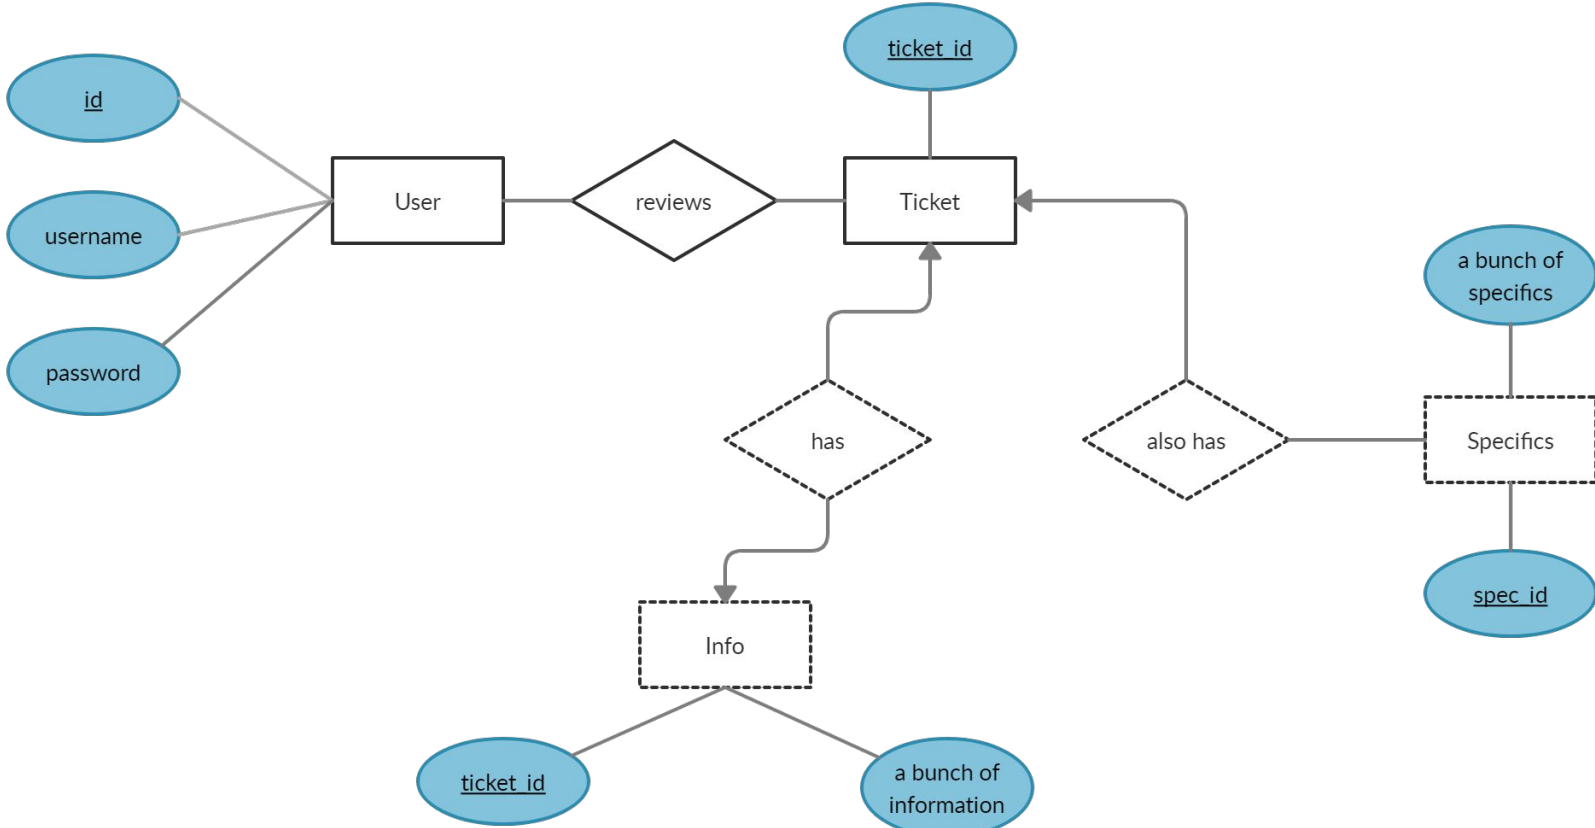 ticket_id
id
User
reviews
Ticket
username
a bunch of
specifics
password
has
also has
Specifics
spec_id
Info
ticket_id
a bunch of
information